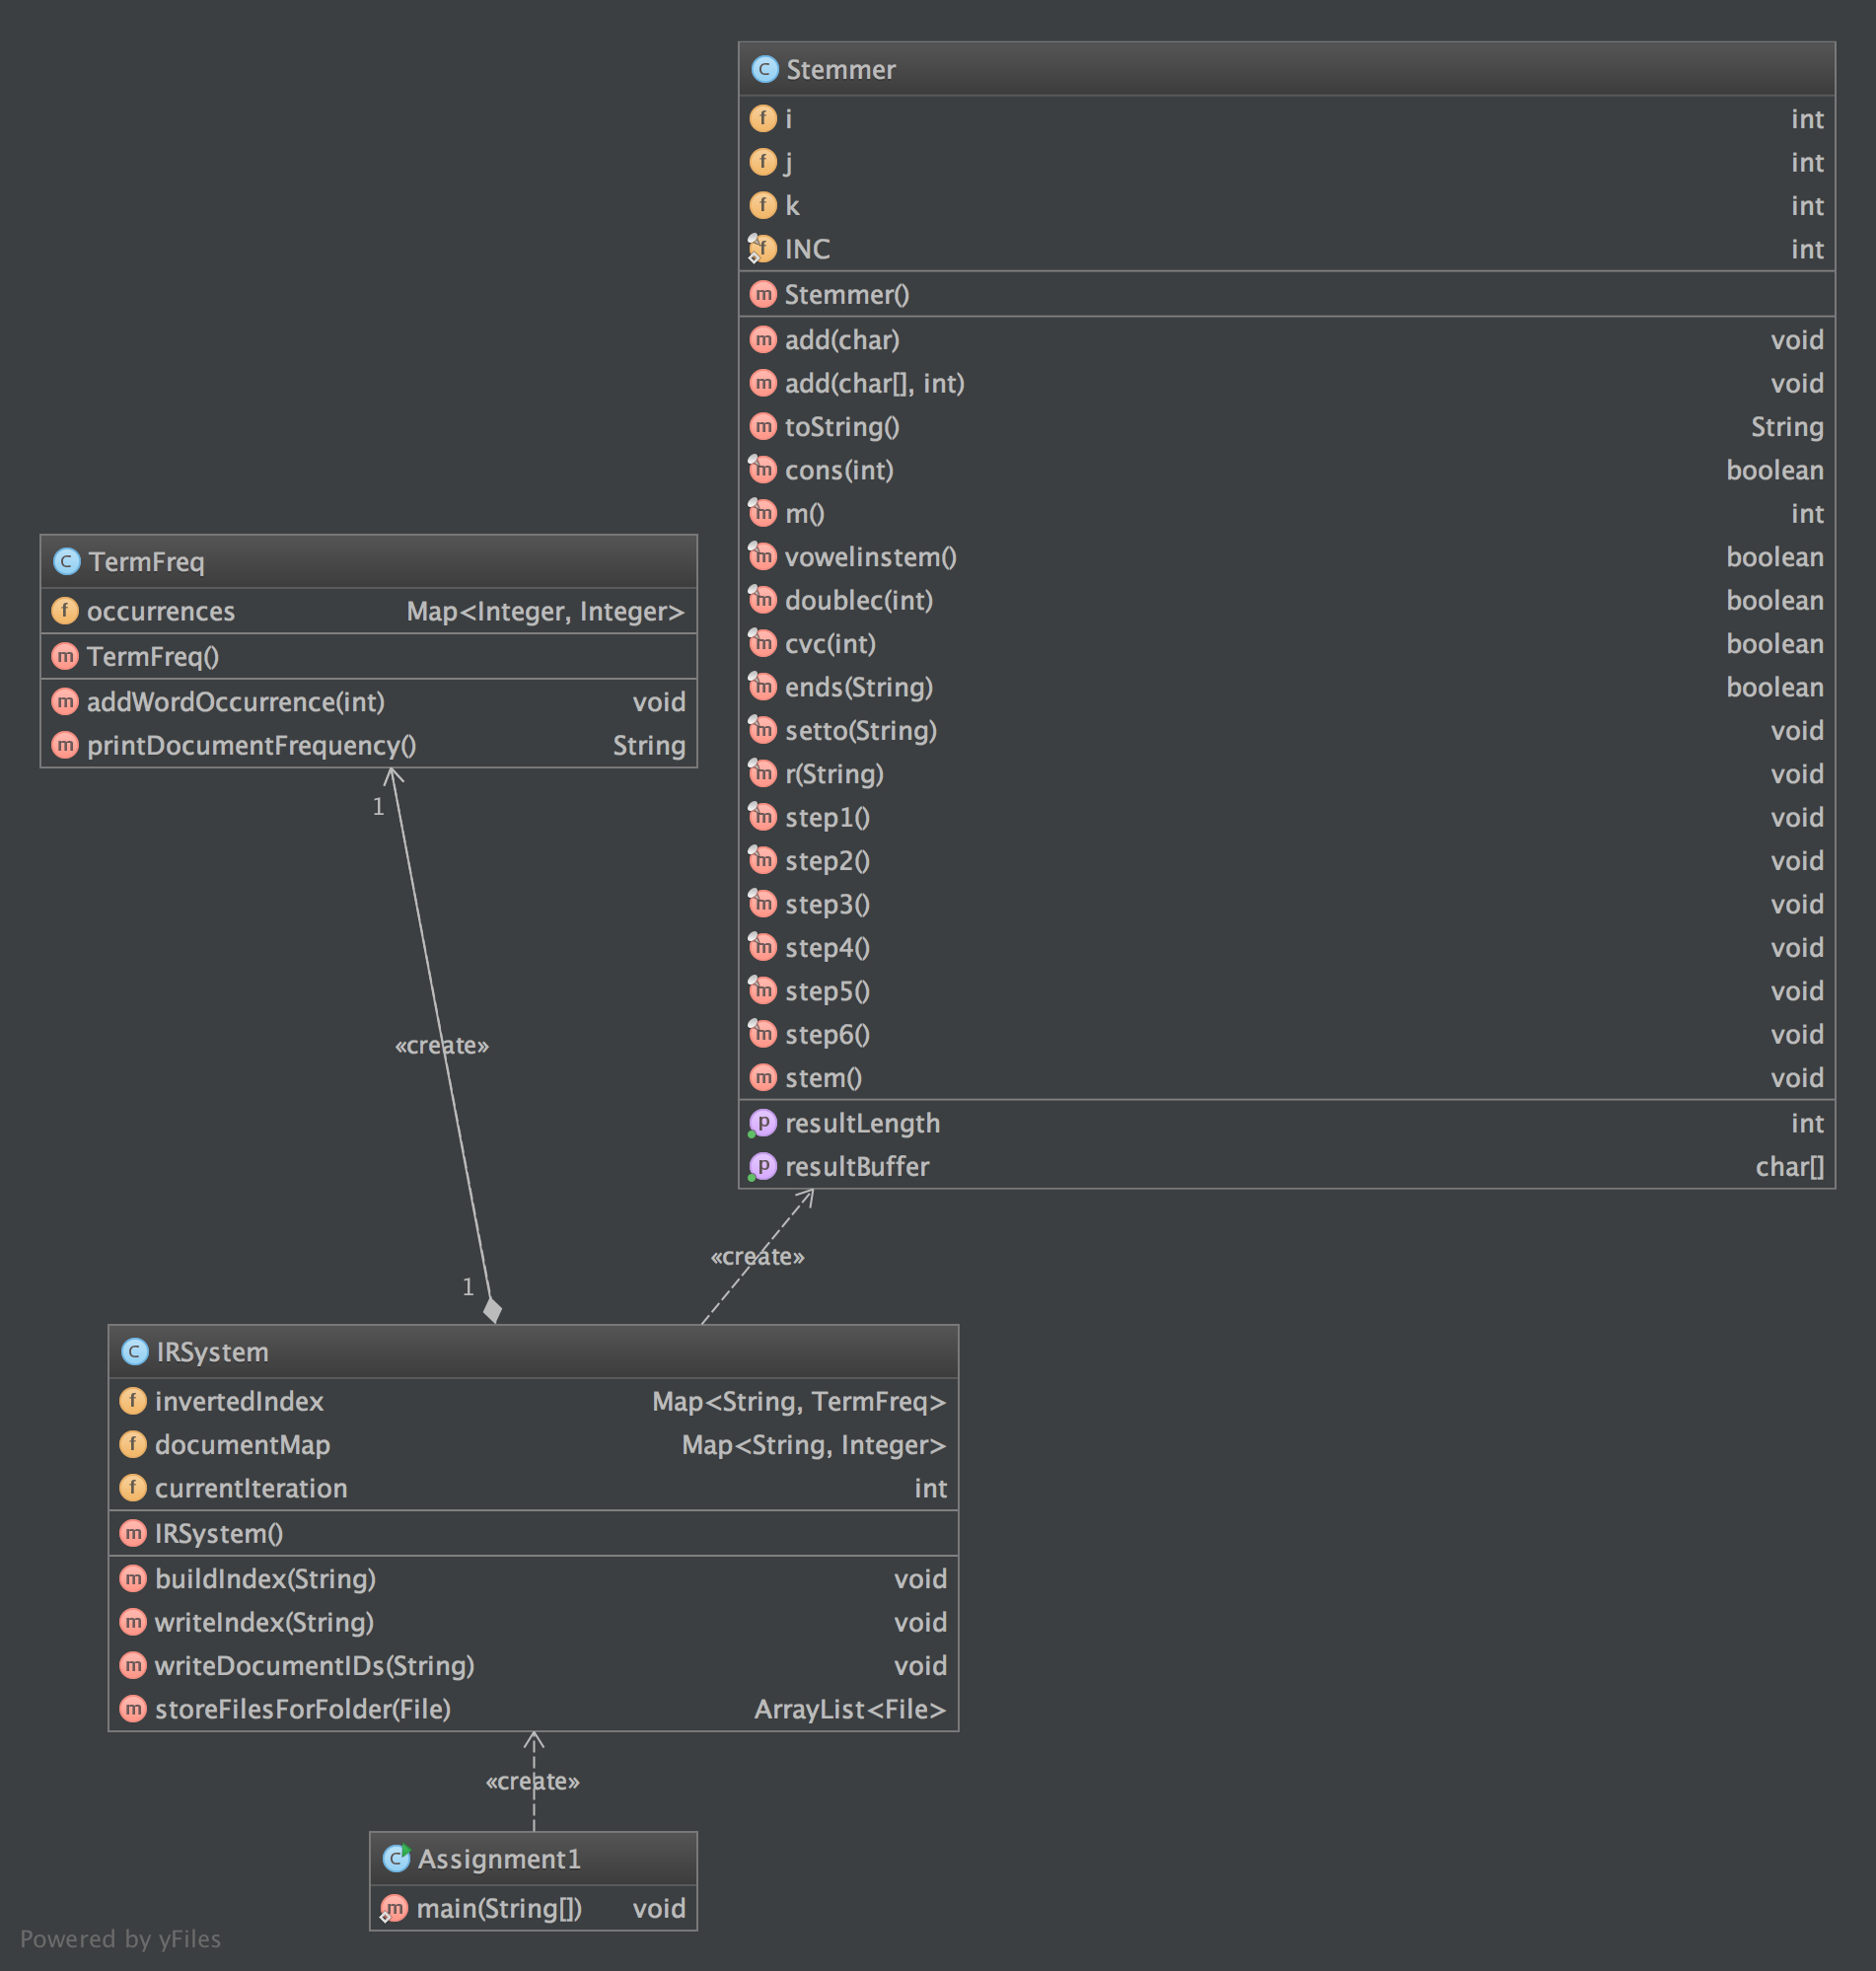 Stemmer
i int
j int
k int
INC int
Stemmer()
add(char) void
add(char[], int) void
toString() String
cons(int) boolean
m() int
vowelinstem() boolean
doublec(int) boolean
cvc(int) boolean
ends(String) boolean
setto(String) void
r(String) void
step1() void
step2() void
step3() void
step4() void
step5() void
step6() void
stem() void
resultLength int
resultBuffer char[]
TermFreq
occurrences Map<Integer, Integer>
TermFreq()
addWordOccurrence(int) void
printDocumentFrequency() String
1
«create»
1
«create»
IRSystem
invertedIndex Map<String, TermFreq>
documentMap Map<String, Integer>
currentIteration int
IRSystem()
buildIndex(String) void
writeIndex(String) void
writeDocumentIDs(String) void
storeFilesForFolder(File) ArrayList<File>
«create»
Assignment1
main(String[]) void
Powered by yFiles